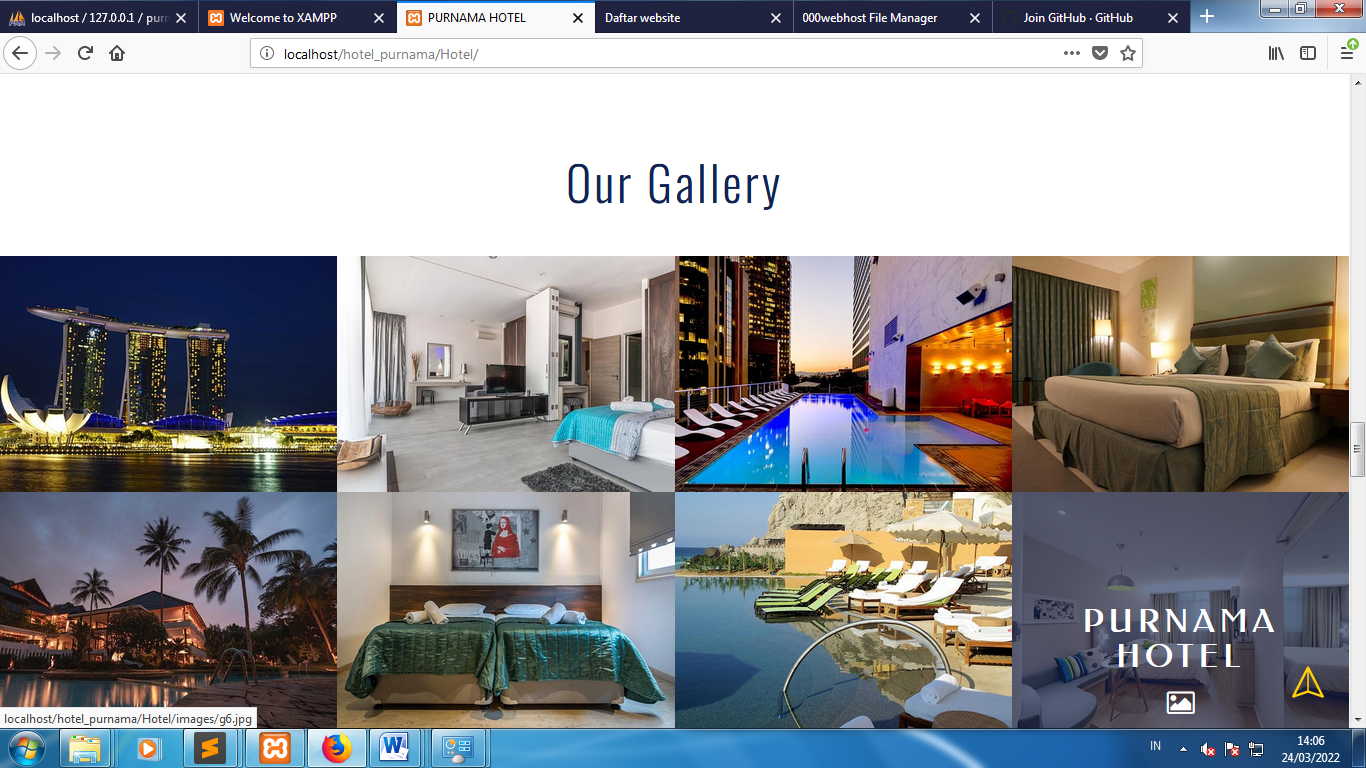 localhost / 127.0.0.1 / purn
Welcome to XAMPP
PURNAMA HOTEL
Daftar website
000webhost File Manager
Join GitHub · GitHub
localhost/hotel_purnama/Hotel/
Our Gallery
PURNAMA
HOTEL
localhost/hotel_purnama/Hotel/images/g6.jpg
IN
14:06
24/03/2022